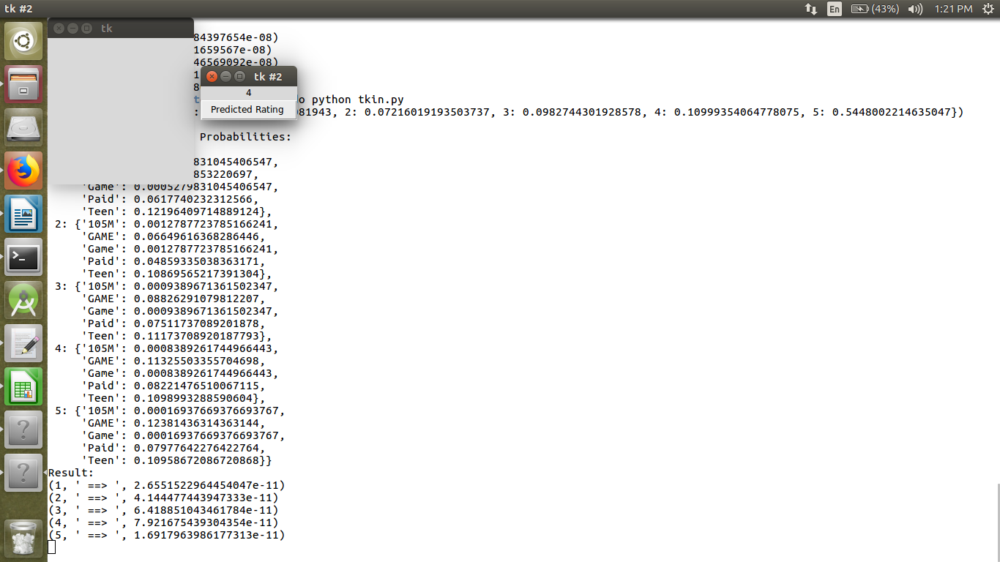 tk #2
En
(43%)
1:21 PM
tk
84397654e-08)
1659567e-08)
46569092e-08)
tk #2
4
Predicted Rating
python tkin.py
081943, 2: 0.07216019193503737, 3: 0.0982744301928578, 4: 0.10999354064778075, 5: 0.5448002214635047})
Probabilities:
831045406547,
853220697,
'Game': 0.0005279831045406547,
'Paid': 0.0617740232312566,
'Teen': 0.12196409714889124},
2: {'105M': 0.0012787723785166241,
'GAME': 0.06649616368286446,
'Game': 0.0012787723785166241,
'Paid': 0.04859335038363171,
'Teen': 0.10869565217391304},
3: {'105M': 0.0009389671361502347,
'GAME': 0.08826291079812207,
'Game': 0.0009389671361502347,
'Paid': 0.07511737089201878,
'Teen': 0.11173708920187793},
4: {'105M': 0.0008389261744966443,
'GAME': 0.11325503355704698,
'Game': 0.0008389261744966443,
'Paid': 0.08221476510067115,
'Teen': 0.1098993288590604},
5: {'105M': 0.00016937669376693767,
'GAME': 0.12381436314363144,
'Game': 0.00016937669376693767,
'Paid': 0.07977642276422764,
'Teen': 0.10958672086720868}}
Result:
(1, ' ==> ', 2.6551522964454047e-11)
(2, ' ==> ', 4.144477443947333e-11)
(3, ' ==> ', 6.418851043461784e-11)
(4, ' ==> ', 7.921675439304354e-11)
(5, ' ==> ', 1.6917963986177313e-11)